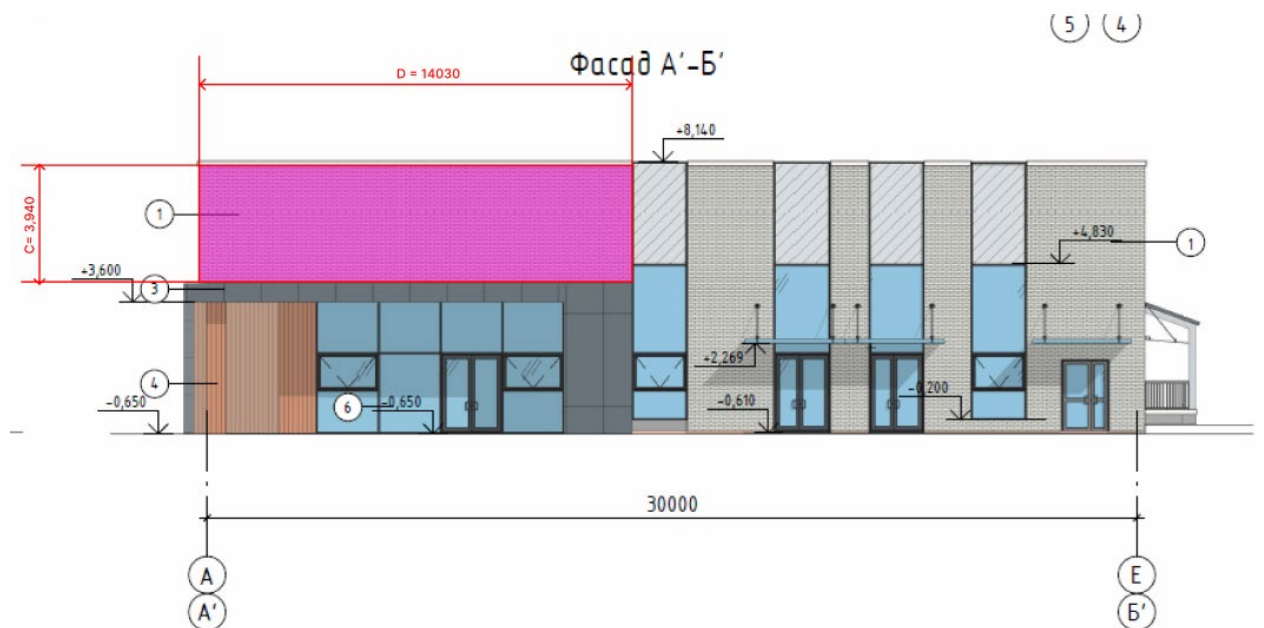 5 4
Фасад А'-Б'
D = 14030
+8,140
1
C= 3,940
+4,830
1
+3,600
3
+2,269
4
-0,650
6
-0,650
-0,610
-0,200
30000
А
Е
А'
Б'